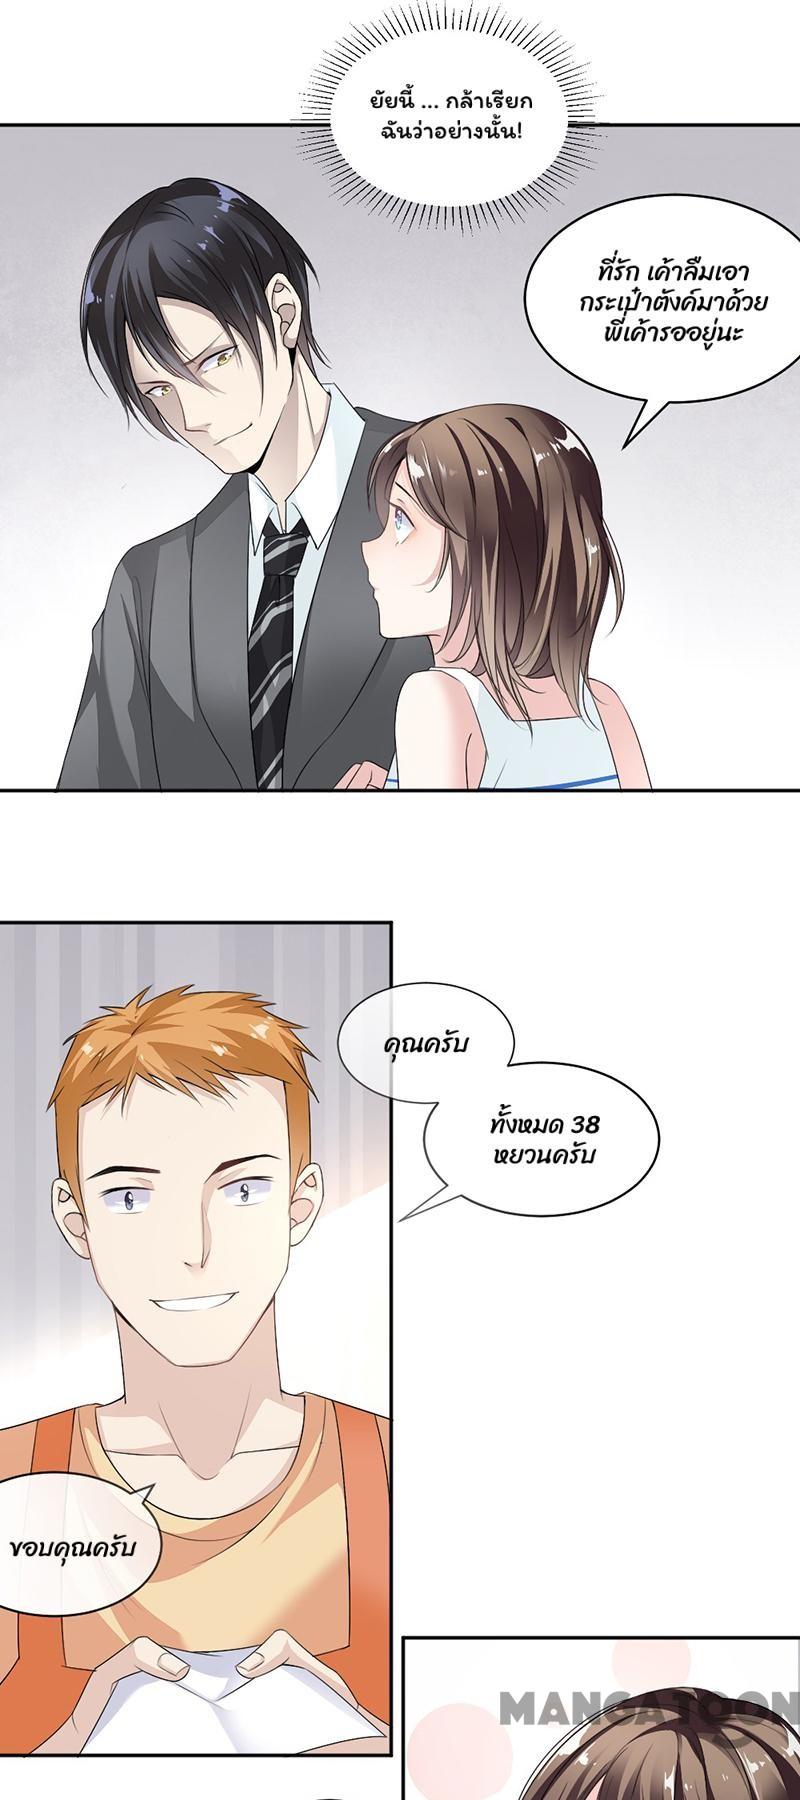 ยัยนี้ ... กล้าเรียก
ฉันว่าอย่างนั้น!
ที่รัก เค้าลืมเอา
กระเป๋าตังค์มาด้วย
พี่เค้ารออยู่นะ
คุณครับ
ทั้งหมด 38
หยวนครับ
ขอบคุณครับ
MANGATOON